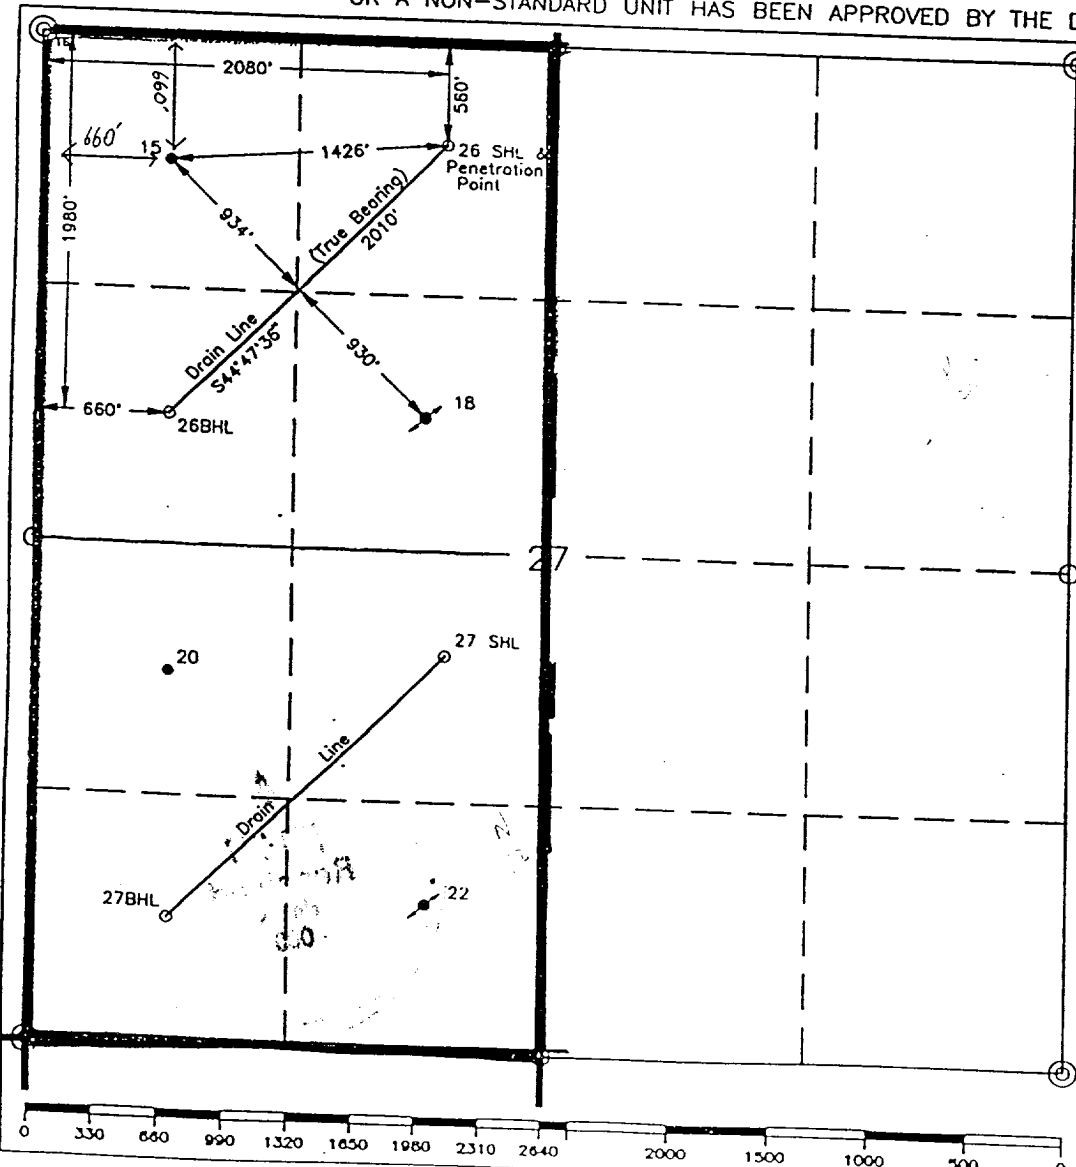 OR A NON-STANDARD UNIT HAS BEEN APPROVED BY THE D
2080'
660'
560'
660'
15
1426'
26 SHL &
Penetration
Point
1980'
934'
(True Bearing)
2010'
Drain Line
S44°47'36"
930'
660'
26BHL
18
27
20
27 SHL
Drain Line
27BHL
22
0 330 660 990 1320 1650 1980 2310 2640 2000 1500 1000 500 0